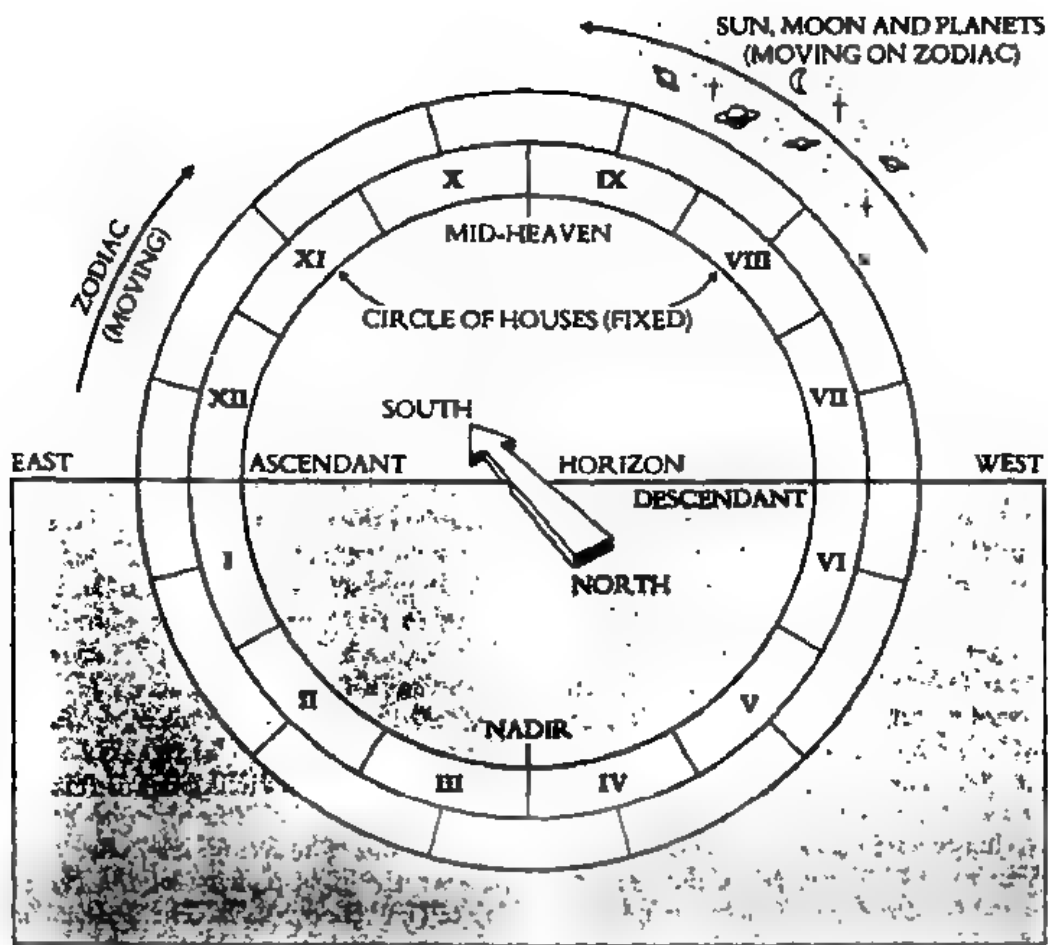 SUN, MOON AND PLANETS
(MOVING ON ZODIAC)
ZODIAC
(MOVING)
X
IX
MID-HEAVEN
XI
VIII
CIRCLE OF HOUSES (FIXED)
XII
VII
SOUTH
EAST
ASCENDANT
HORIZON
WEST
DESCENDANT
I
VI
NORTH
II
V
NADIR
III
IV